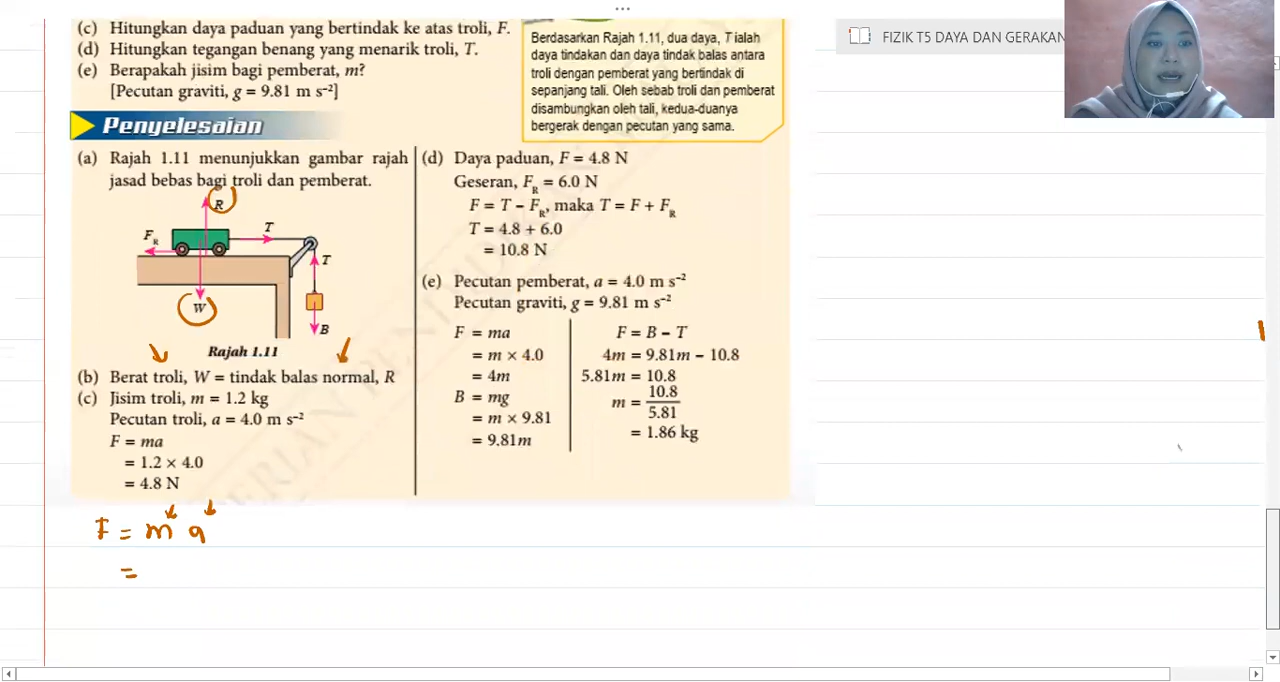 (c) Hitungkan daya paduan yang bertindak ke atas troli, F.
(d) Hitungkan tegangan benang yang menarik troli, T.
(e) Berapakah jisim bagi pemberat, m?
[Pecutan graviti, g = 9.81 m s⁻²]
Berdasarkan Rajah 1.11, dua daya, T ialah
daya tindakan dan daya tindak balas antara
troli dengan pemberat yang bertindak di
sepanjang tali. Oleh sebab troli dan pemberat
disambungkan oleh tali, kedua-duanya
bergerak dengan pecutan yang sama.
FIZIK T5 DAYA DAN GERAKAN
Penyelesaian
(a) Rajah 1.11 menunjukkan gambar rajah
jasad bebas bagi troli dan pemberat.
R
F_R
T
T
W
B
Rajah 1.11
(b) Berat troli, W = tindak balas normal, R
(c) Jisim troli, m = 1.2 kg
Pecutan troli, a = 4.0 m s⁻²
F = ma
= 1.2 × 4.0
= 4.8 N
(d) Daya paduan, F = 4.8 N
Geseran, F_R = 6.0 N
F = T – F_R, maka T = F + F_R
T = 4.8 + 6.0
= 10.8 N
(e) Pecutan pemberat, a = 4.0 m s⁻²
Pecutan graviti, g = 9.81 m s⁻²
F = ma
= m × 4.0
= 4m
B = mg
= m × 9.81
= 9.81m
F = B – T
4m = 9.81m – 10.8
5.81m = 10.8
m = 10.8/5.81
= 1.86 kg
F = m a
=